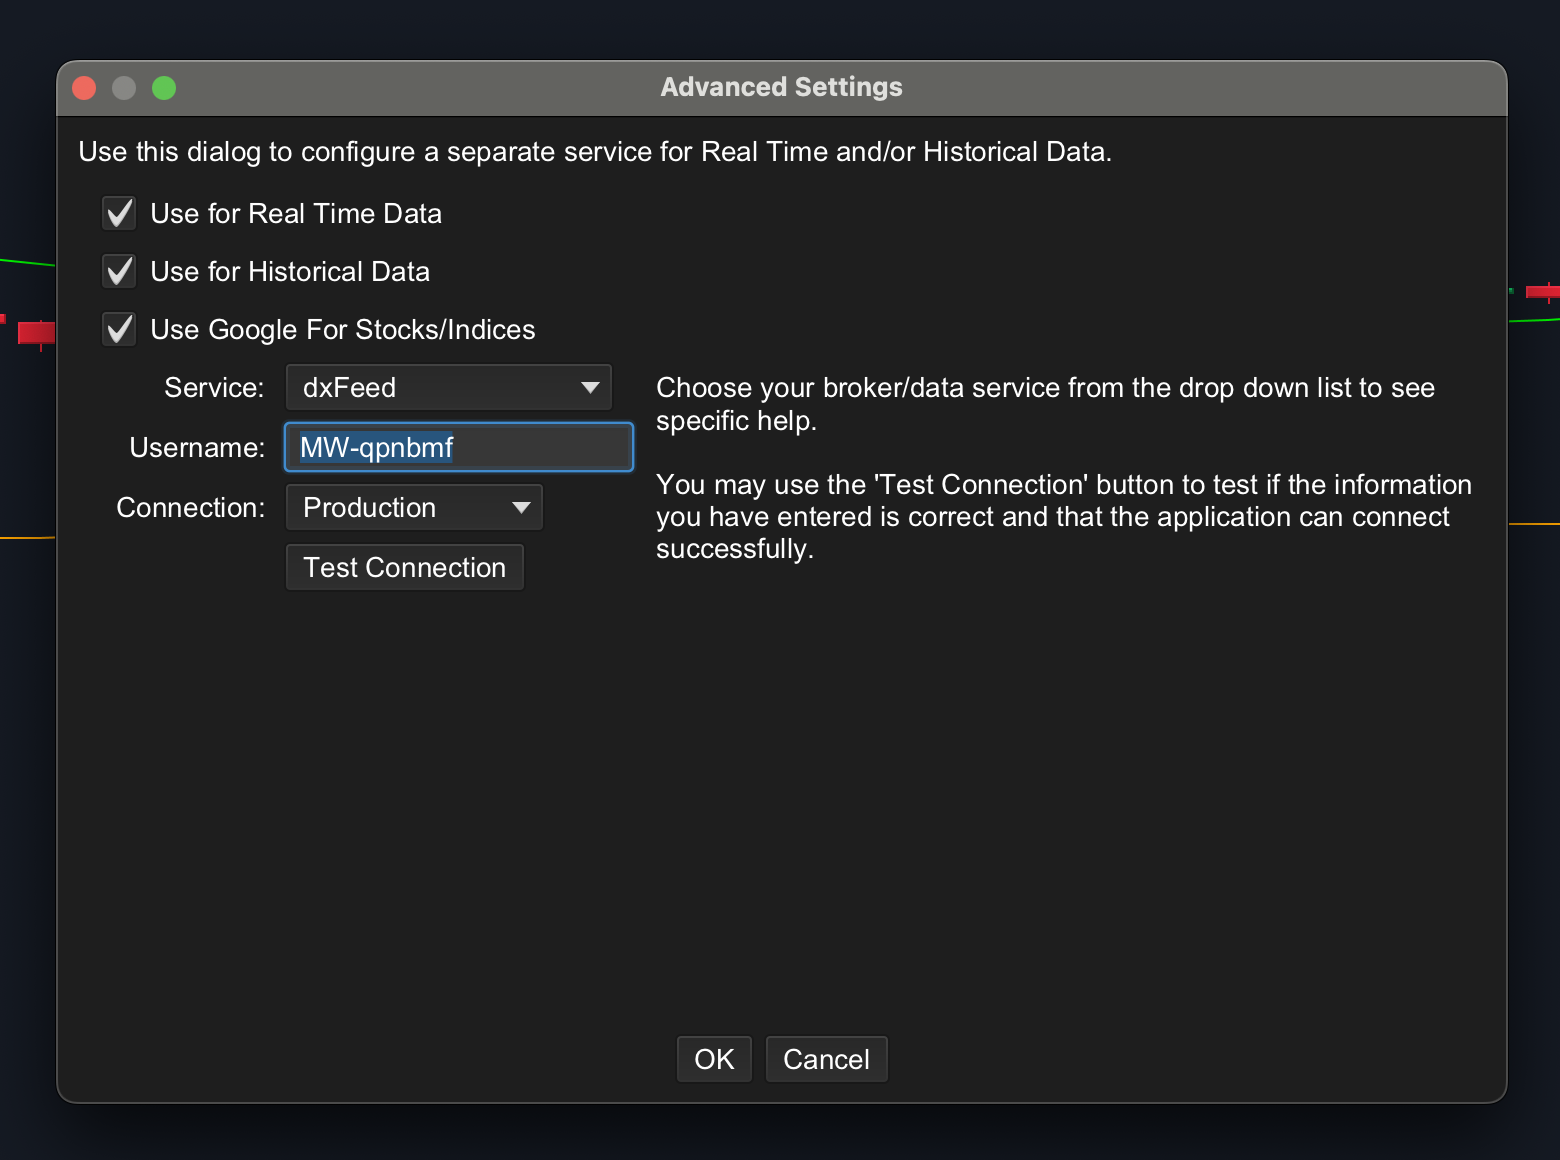 Advanced Settings
Use this dialog to configure a separate service for Real Time and/or Historical Data.
Use for Real Time Data
Use for Historical Data
Use Google For Stocks/Indices
Service: dxFeed
Username: MW-qpnbmf
Connection: Production
Test Connection
Choose your broker/data service from the drop down list to see
specific help.
You may use the 'Test Connection' button to test if the information
you have entered is correct and that the application can connect
successfully.
OK Cancel